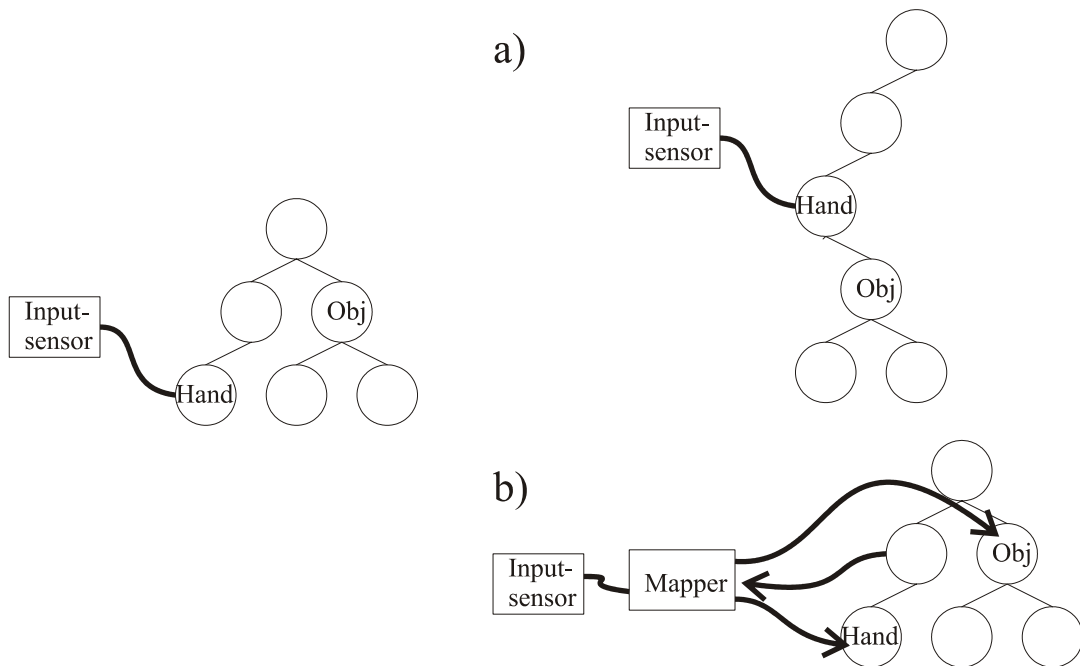 Input-
sensor
Obj
Hand
a)
Input-
sensor
Hand
Obj
b)
Input-
sensor
Mapper
Obj
Hand